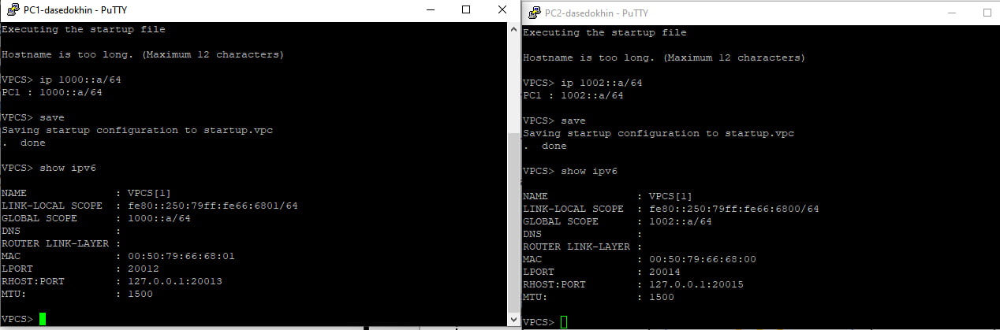 PC1-dasedokhin - PuTTY
Executing the startup file
Hostname is too long. (Maximum 12 characters)
VPCS> ip 1000::a/64
PC1 : 1000::a/64
VPCS> save
Saving startup configuration to startup.vpc
.  done
VPCS> show ipv6
NAME              : VPCS[1]
LINK-LOCAL SCOPE  : fe80::250:79ff:fe66:6801/64
GLOBAL SCOPE      : 1000::a/64
DNS               :
ROUTER LINK-LAYER :
MAC               : 00:50:79:66:68:01
LPORT             : 20012
RHOST:PORT        : 127.0.0.1:20013
MTU:              : 1500
VPCS>
PC2-dasedokhin - PuTTY
Executing the startup file
Hostname is too long. (Maximum 12 characters)
VPCS> ip 1002::a/64
PC1 : 1002::a/64
VPCS> save
Saving startup configuration to startup.vpc
.  done
VPCS> show ipv6
NAME              : VPCS[1]
LINK-LOCAL SCOPE  : fe80::250:79ff:fe66:6800/64
GLOBAL SCOPE      : 1002::a/64
DNS               :
ROUTER LINK-LAYER :
MAC               : 00:50:79:66:68:00
LPORT             : 20014
RHOST:PORT        : 127.0.0.1:20015
MTU:              : 1500
VPCS>